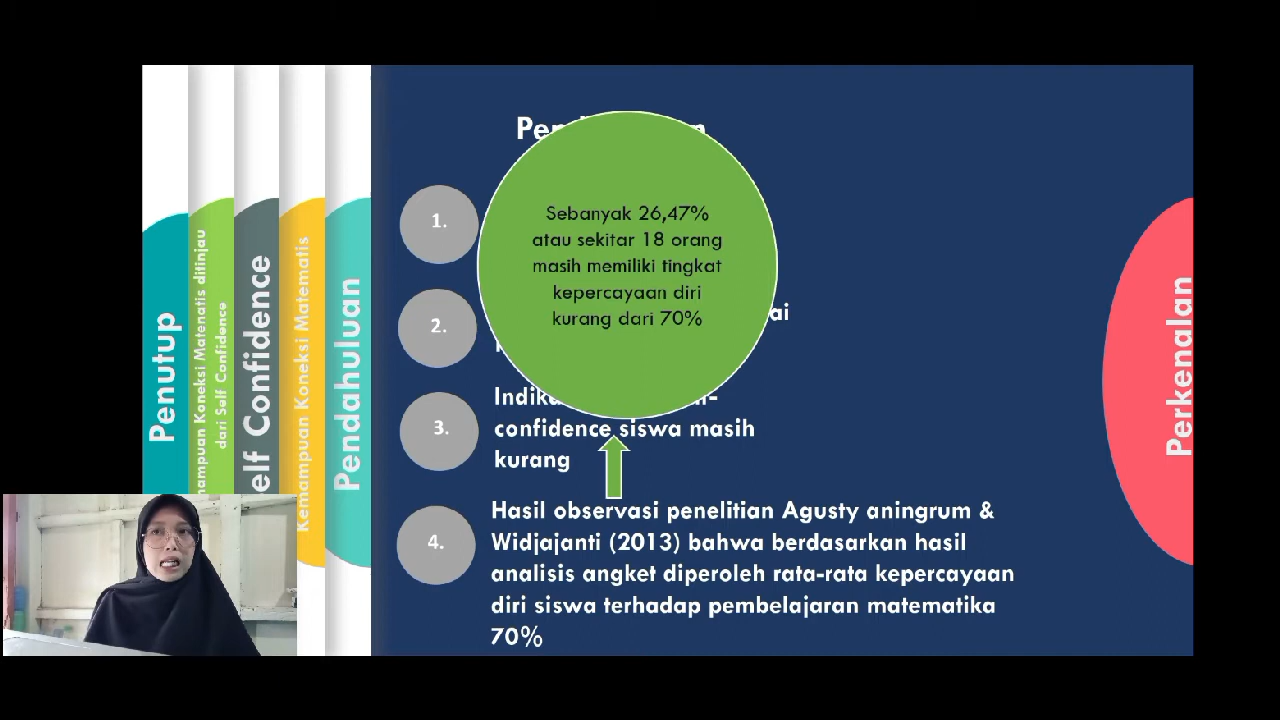 Penutup
Kemampuan Koneksi Matenatis ditinjau
dari Self Confidence
Self Confidence
Kemampuan Koneksi Matematis
Pendahuluan
1.
2.
3.
confidence siswa masih
kurang
4.
Hasil observasi penelitian Agusty aningrum &
Widjajanti (2013) bahwa berdasarkan hasil
analisis angket diperoleh rata-rata kepercayaan
diri siswa terhadap pembelajaran matematika
70%
Sebanyak 26,47%
atau sekitar 18 orang
masih memiliki tingkat
kepercayaan diri
kurang dari 70%
Perkenalan